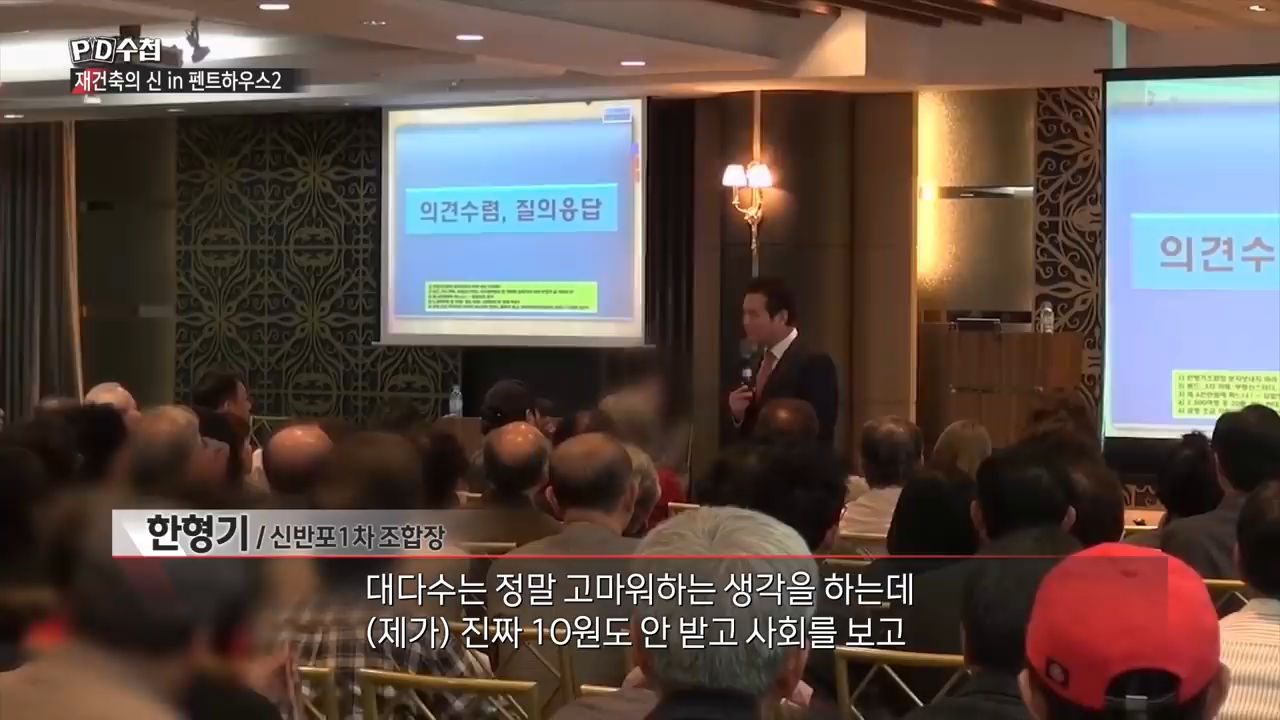 PD수첩
재건축의 신 in 펜트하우스2
의견수렴, 질의응답
의견수
한형기 / 신반포1차 조합장
대다수는 정말 고마워하는 생각을 하는데
(제가) 진짜 10원도 안 받고 사회를 보고